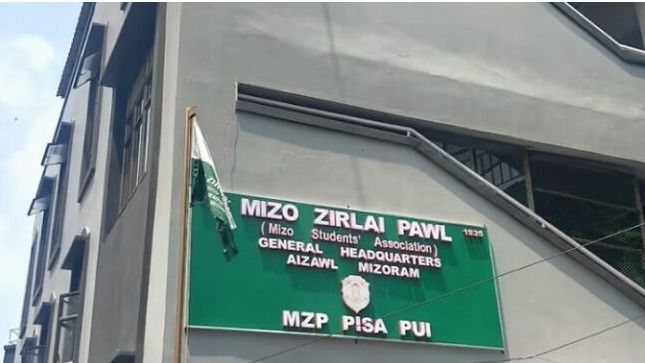 MIZO ZIRLAI PAWL 1935
( Mizo Students' Association )
GENERAL HEADQUARTERS
AIZAWL MIZORAM
MZP PISA PUI